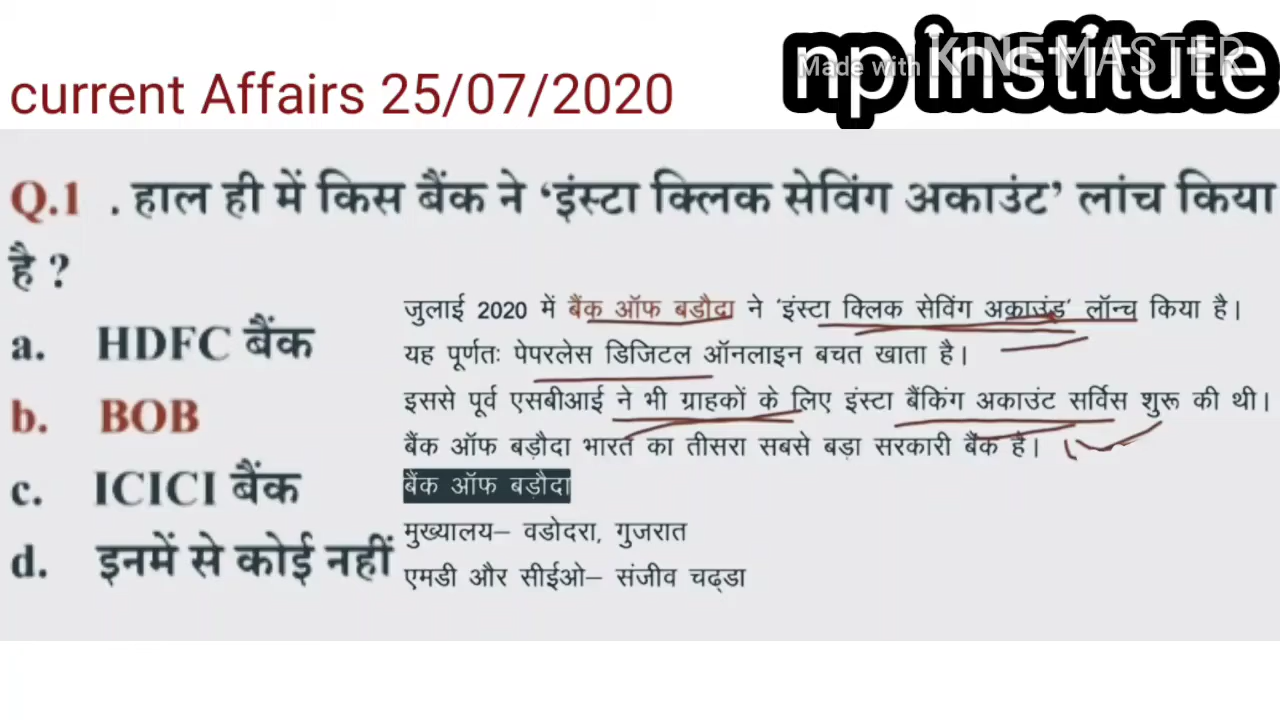 np institute
Made with KINEMASTER
current Affairs 25/07/2020
Q.1 . हाल ही में किस बैंक ने ‘इंस्टा क्लिक सेविंग अकाउंट’ लांच किया
है ?
a. HDFC बैंक
b. BOB
c. ICICI बैंक
d. इनमें से कोई नहीं
जुलाई 2020 में बैंक ऑफ बडौदा ने ‘इंस्टा क्लिक सेविंग अकाउंड’ लॉन्च किया है।
यह पूर्णतः पेपरलेस डिजिटल ऑनलाइन बचत खाता है।
इससे पूर्व एसबीआई ने भी ग्राहकों के लिए इंस्टा बैंकिंग अकाउंट सर्विस शुरू की थी।
बैंक ऑफ बड़ौदा भारत का तीसरा सबसे बड़ा सरकारी बैंक है।
बैंक ऑफ बड़ौदा
मुख्यालय– वडोदरा, गुजरात
एमडी और सीईओ– संजीव चढ्डा